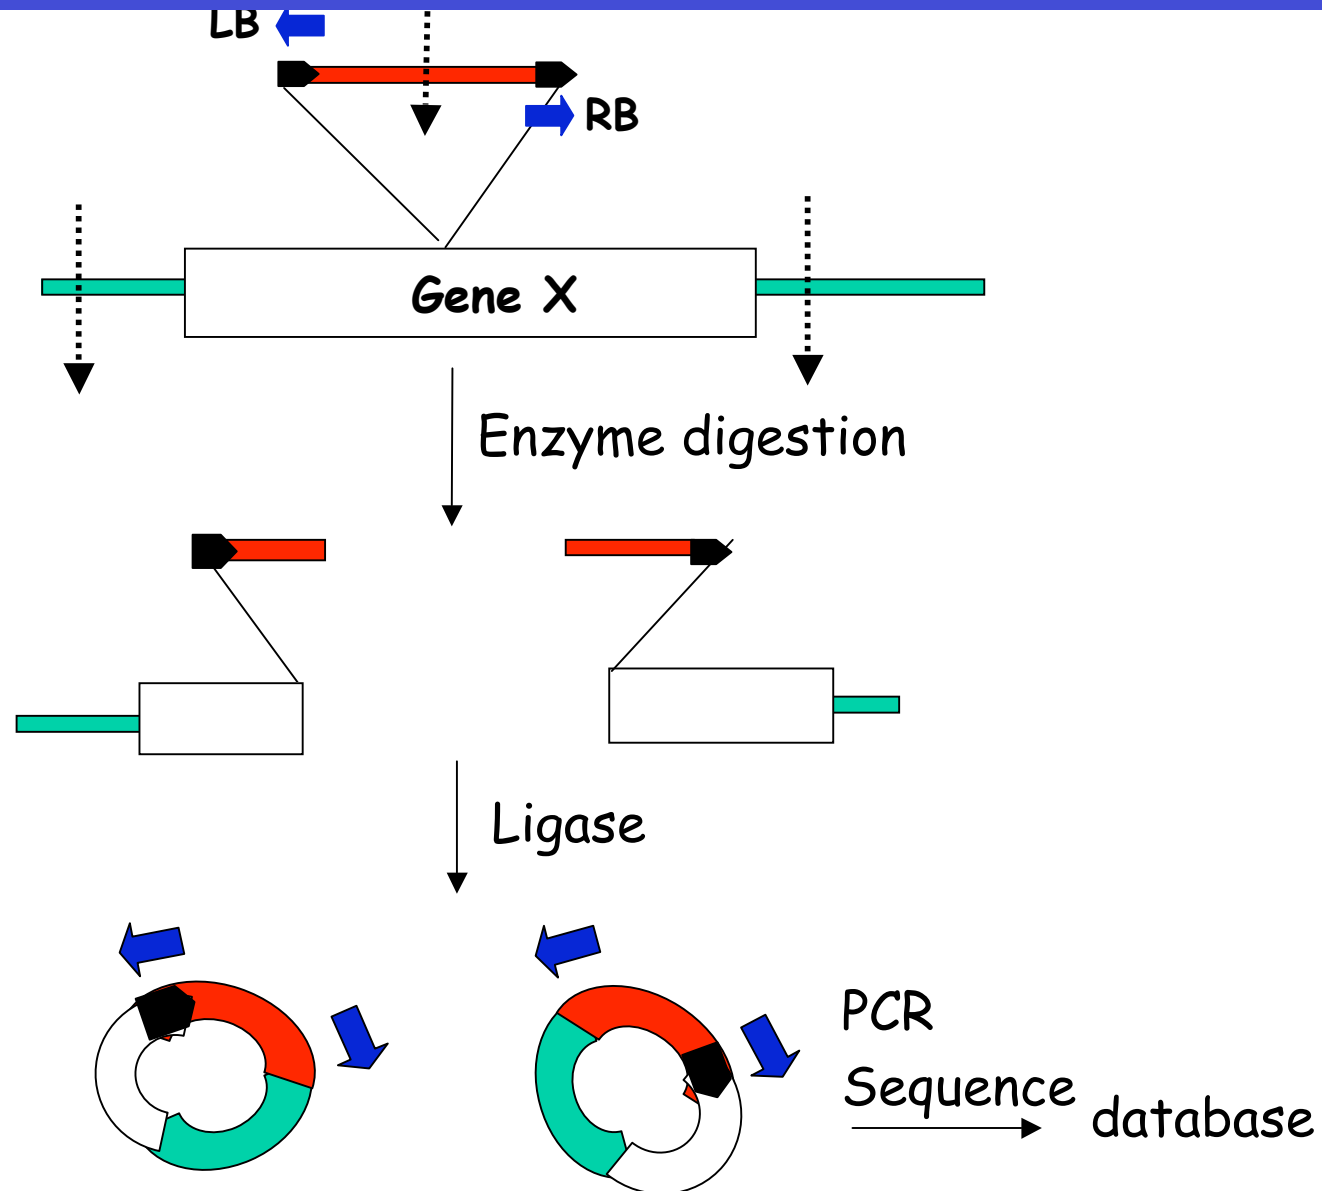 LB
RB
Gene X
Enzyme digestion
Ligase
PCR
Sequence
database